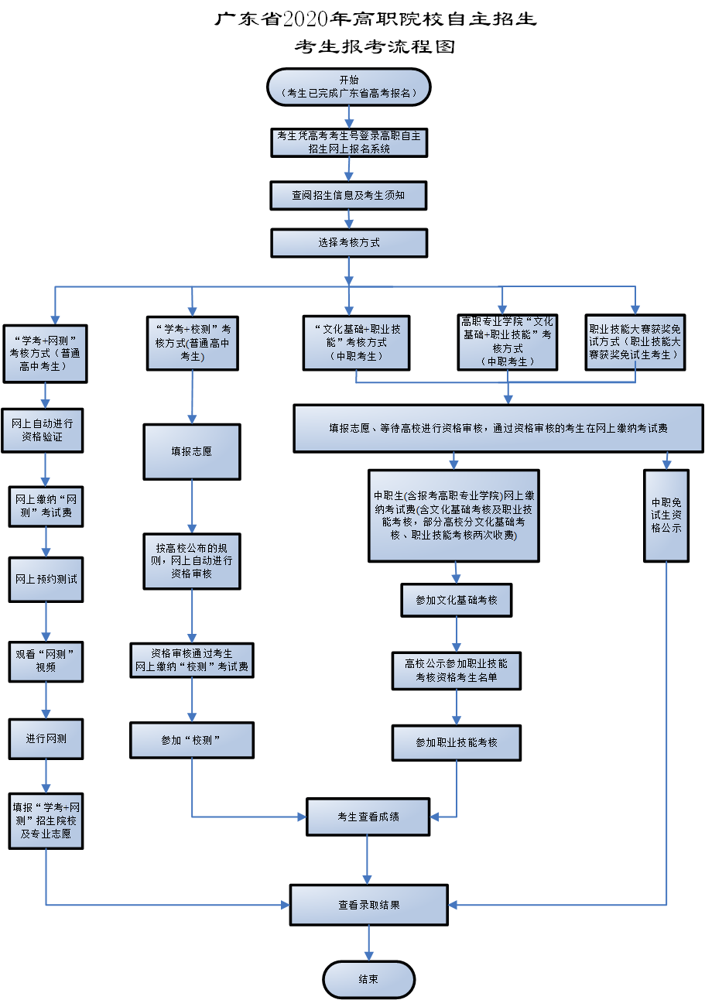 广东省2020年高职院校自主招生
考生报考流程图
开始
（考生已完成广东省高考报名）
考生凭高考考生号登录高职自主
招生网上报名系统
查阅招生信息及考生须知
选择考核方式
“学考+网测”
考核方式（普通
高中考生）
网上自动进行
资格验证
网上缴纳“网
测”考试费
网上预约测试
观看“网测”
视频
进行网测
填报“学考+网
测”招生院校
及专业志愿
“学考+校测”考
核方式(普通高中
考生)
填报志愿
按高校公布的规
则，网上自动进行
资格审核
资格审核通过考生
网上缴纳“校测”考试费
参加“校测”
“文化基础+职业技
能”考核方式
（中职考生）
高职专业学院“文化
基础+职业技能”考
核方式
（中职考生）
职业技能大赛获奖免
试方式（职业技能大
赛获奖免试生考生）
填报志愿、等待高校进行资格审核，通过资格审核的考生在网上缴纳考试费
中职生(含报考高职专业学院)网上缴
纳考试费(含文化基础考核及职业技
能考核，部分高校分文化基础考
核、职业技能考核两次收费)
中职免
试生资
格公示
参加文化基础考核
高校公示参加职业技能
考核资格考生名单
参加职业技能考核
考生查看成绩
查看录取结果
结束